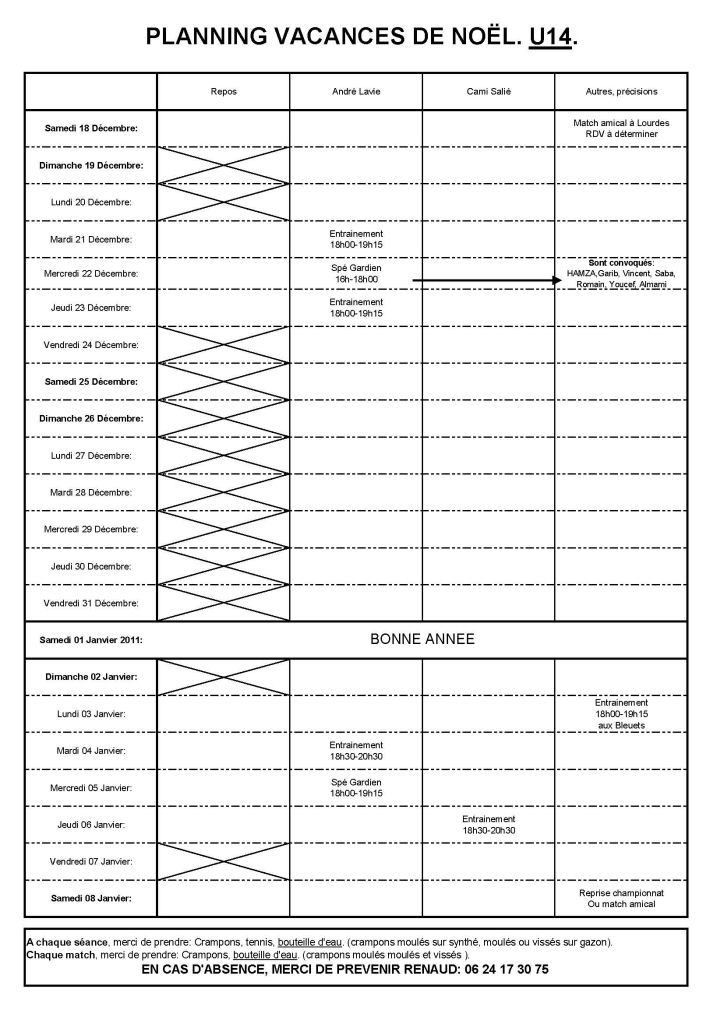 PLANNING VACANCES DE NOËL. U14.
Repos
André Lavie
Cami Salié
Autres, précisions
Samedi 18 Décembre:
Match amical à Lourdes
RDV à déterminer
Dimanche 19 Décembre:
Lundi 20 Décembre:
Mardi 21 Décembre:
Entrainement
18h00-19h15
Mercredi 22 Décembre:
Spé Gardien
16h-18h00
Sont convoqués:
HAMZA,Garib, Vincent, Saba,
Romain, Youcef, Almami
Jeudi 23 Décembre:
Entrainement
18h00-19h15
Vendredi 24 Décembre:
Samedi 25 Décembre:
Dimanche 26 Décembre:
Lundi 27 Décembre:
Mardi 28 Décembre:
Mercredi 29 Décembre:
Jeudi 30 Décembre:
Vendredi 31 Décembre:
Samedi 01 Janvier 2011:
BONNE ANNEE
Dimanche 02 Janvier:
Lundi 03 Janvier:
Entrainement
18h00-19h15
aux Bleuets
Mardi 04 Janvier:
Entrainement
18h30-20h30
Mercredi 05 Janvier:
Spé Gardien
18h00-19h15
Jeudi 06 Janvier:
Entrainement
18h30-20h30
Vendredi 07 Janvier:
Samedi 08 Janvier:
Reprise championnat
Ou match amical
A chaque séance, merci de prendre: Crampons, tennis, bouteille d'eau. (crampons moulés sur synthé, moulés ou vissés sur gazon).
Chaque match, merci de prendre: Crampons, bouteille d'eau. (crampons moulés moulés et vissés ).
EN CAS D'ABSENCE, MERCI DE PREVENIR RENAUD: 06 24 17 30 75